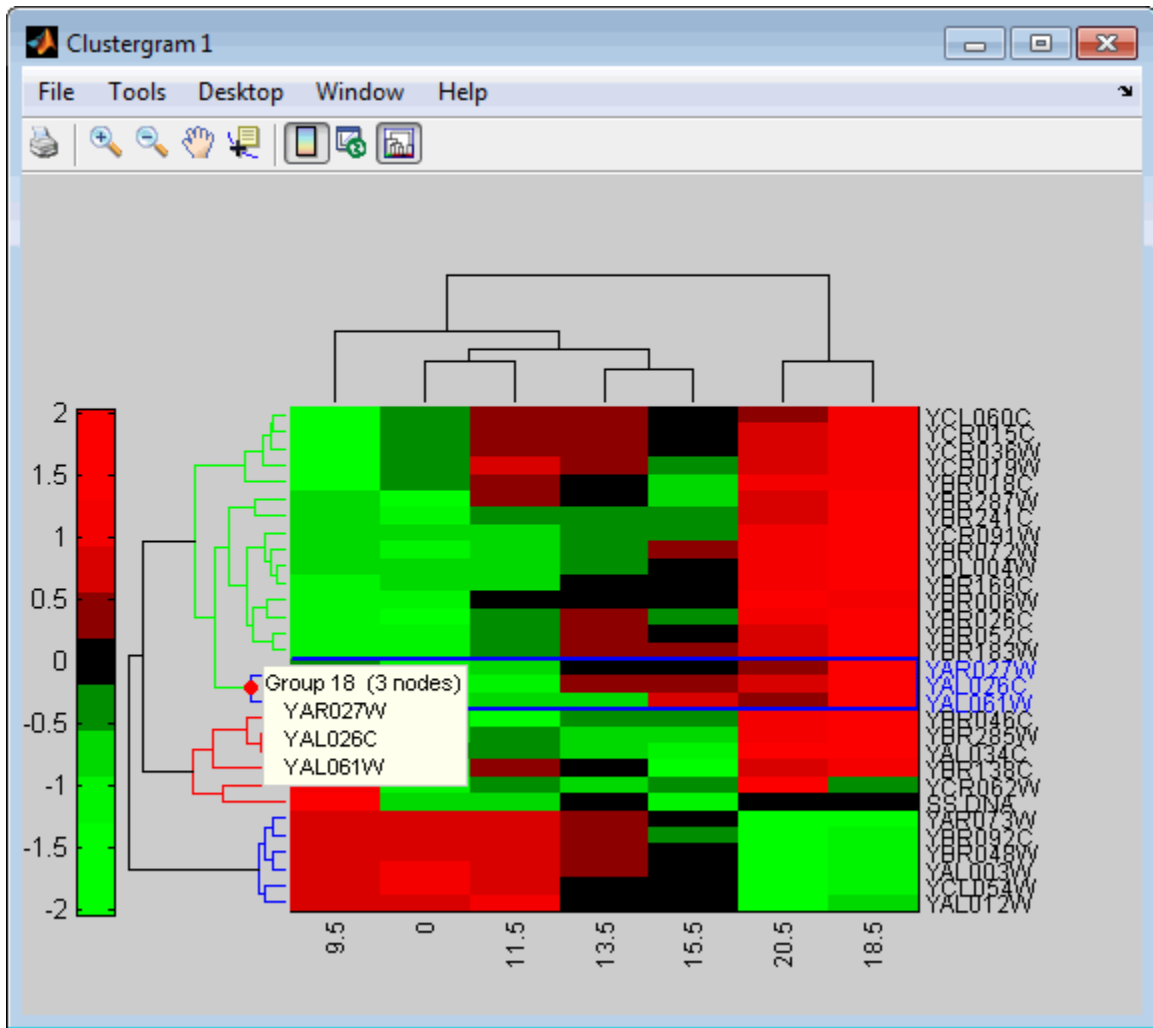 Clustergram 1
File Tools Desktop Window Help
2
1.5
1
0.5
0
-0.5
-1
-1.5
-2
YCL060C
YCR015C
YCR036W
YCR019W
YBR018C
YBR287W
YBR241C
YCR091W
YBR072W
YDL004W
YBR169C
YBR006W
YBR026C
YBR052C
YBR183W
YAR027W
YAL026C
YAL061W
YBR046C
YBR285W
YAL034C
YBR138C
YCR062W
SS DNA
YAR073W
YBR092C
YBR048W
YAL003W
YCL054W
YAL012W
Group 18 (3 nodes)
YAR027W
YAL026C
YAL061W
9.5 0 11.5 13.5 15.5 20.5 18.5